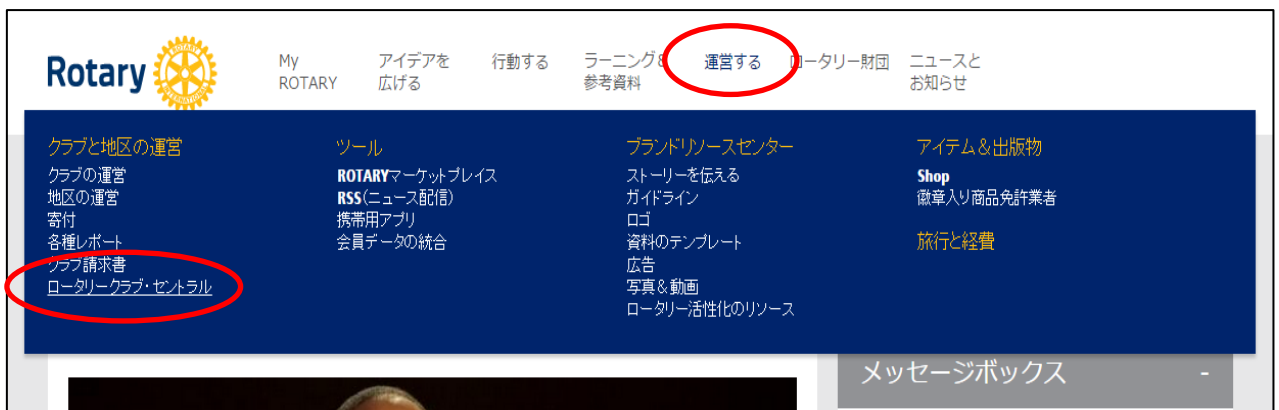 Rotary
ROTARY
INTERNATIONAL
My
ROTARY
アイデアを
広げる
行動する
ラーニング&
参考資料
運営する
ロータリー財団
ニュースと
お知らせ
クラブと地区の運営
クラブの運営
地区の運営
寄付
各種レポート
クラブ請求書
ロータリークラブ・セントラル
ツール
ROTARYマーケットプレイス
RSS(ニュース配信)
携帯用アプリ
会員データの統合
ブランドリソースセンター
ストーリーを伝える
ガイドライン
ロゴ
資料のテンプレート
広告
写真&動画
ロータリー活性化のリソース
アイテム&出版物
Shop
徽章入り商品免許業者
旅行と経費
メッセージボックス -